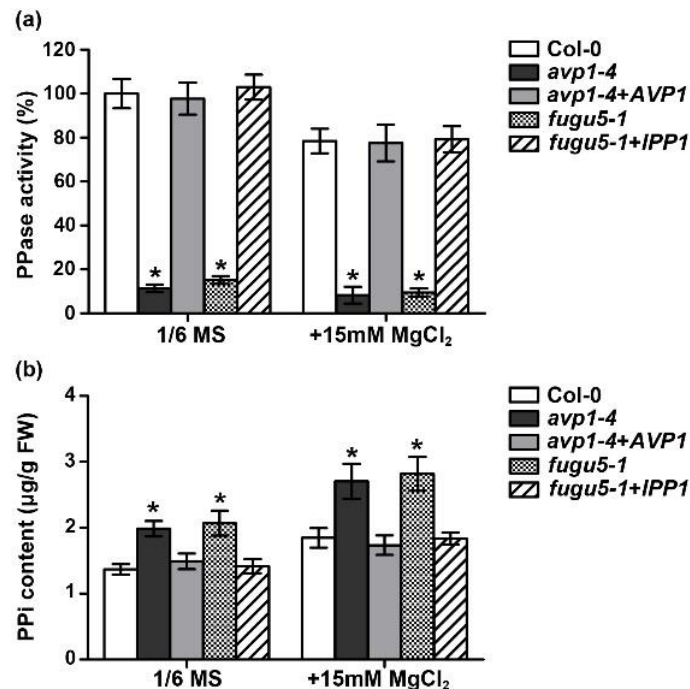 (a)
PPase activity (%)
120
100
80
60
40
20
0
* * * *
1/6 MS +15mM MgCl₂
Col-0
avp1-4
avp1-4+AVP1
fugu5-1
fugu5-1+IPP1
(b)
PPi content (µg/g FW)
4
3
2
1
0
* * * *
1/6 MS +15mM MgCl₂
Col-0
avp1-4
avp1-4+AVP1
fugu5-1
fugu5-1+IPP1